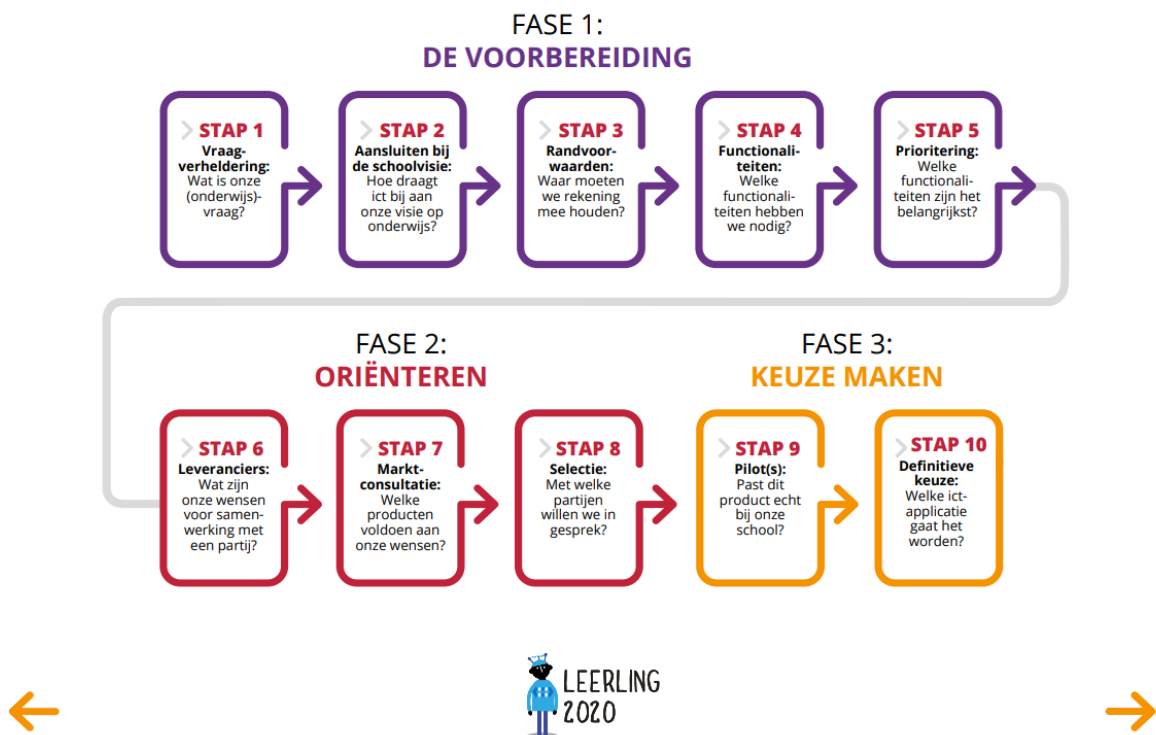 FASE 1:
DE VOORBEREIDING
STAP 1
Vraag-
verheldering:
Wat is onze
(onderwijs)-
vraag?
STAP 2
Aansluiten bij
de schoolvisie:
Hoe draagt
ict bij aan
onze visie op
onderwijs?
STAP 3
Randvoor-
waarden:
Waar moeten
we rekening
mee houden?
STAP 4
Functionali-
teiten:
Welke
functionali-
teiten hebben
we nodig?
STAP 5
Prioritering:
Welke
functionali-
teiten zijn het
belangrijkst?
FASE 2:
ORIËNTEREN
STAP 6
Leveranciers:
Wat zijn
onze wensen
voor samen-
werking met
een partij?
STAP 7
Markt-
consultatie:
Welke
producten
voldoen aan
onze wensen?
STAP 8
Selectie:
Met welke
partijen
willen we in
gesprek?
FASE 3:
KEUZE MAKEN
STAP 9
Pilot(s):
Past dit
product echt
bij onze
school?
STAP 10
Definitieve
keuze:
Welke ict-
applicatie
gaat het
worden?
LEERLING
2020